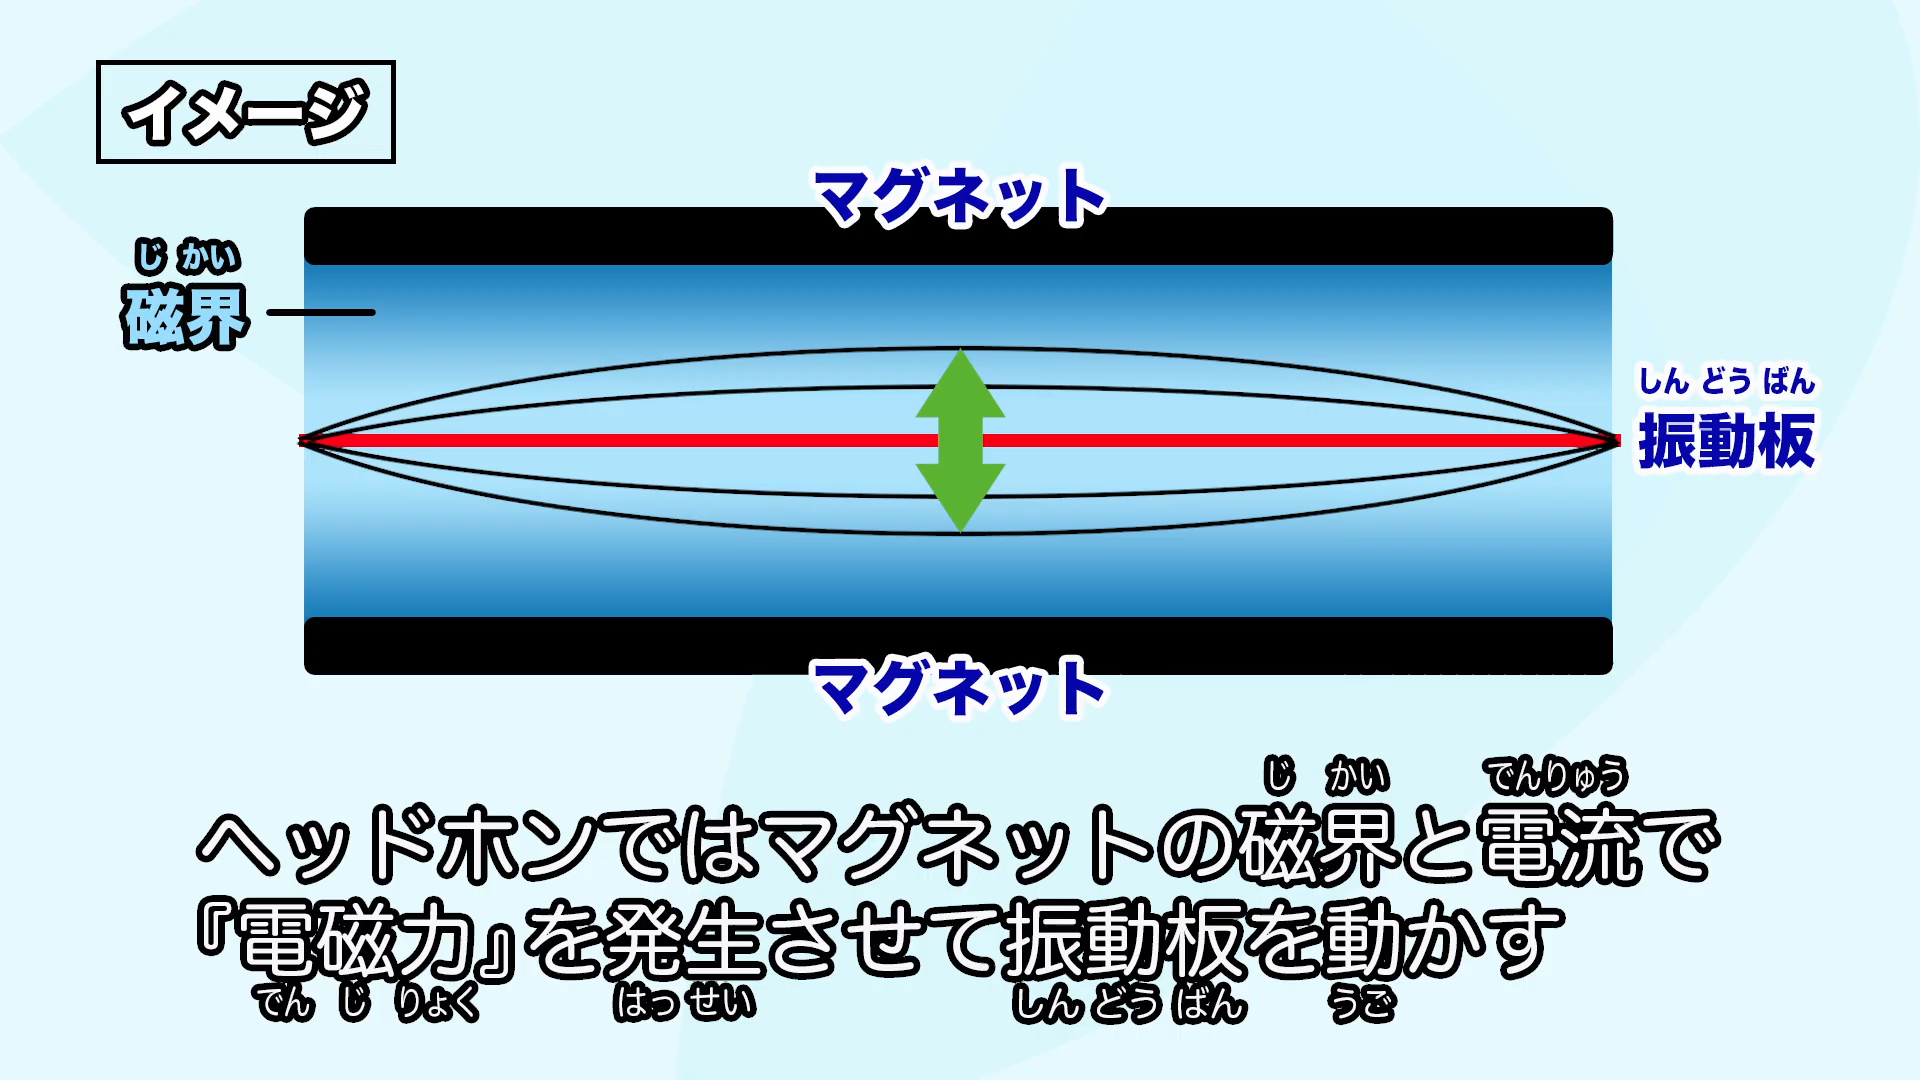 イメージ
マグネット
じ かい
磁界
しん どう ばん
振動板
マグネット
じ かい でんりゅう
ヘッドホンではマグネットの磁界と電流で
『電磁力』を発生させて振動板を動かす
でん じ りょく はっ せい しん どう ばん うご